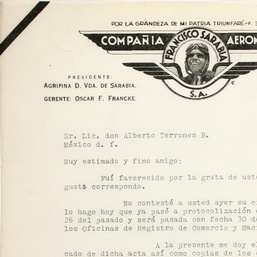 POR LA GRANDEZA DE MI PATRIA TRIUNFARÉ-F. S
COMPAÑIA FRANCISCO SARABIA AERON
S.A.
PRESIDENTE:
AGRIPINA D. VDA. DE SARABIA.
GERENTE: OSCAR F. FRANCKE.
Sr. Lic. don Alberto Terrones B.
México d. f.
Muy estimado y fino amigo:
Fuí favorecido por la grata de uste
gusto correspondo.
No contesté a usted ayer su ci
lo hago hoy que ya pasó a protocolización e
26 del pasado y será pasada con fecha 30 de
los Oficinas de Registro de Comercio y Hac
A la presente me doy el
cado de dicha acta así como copias de los c